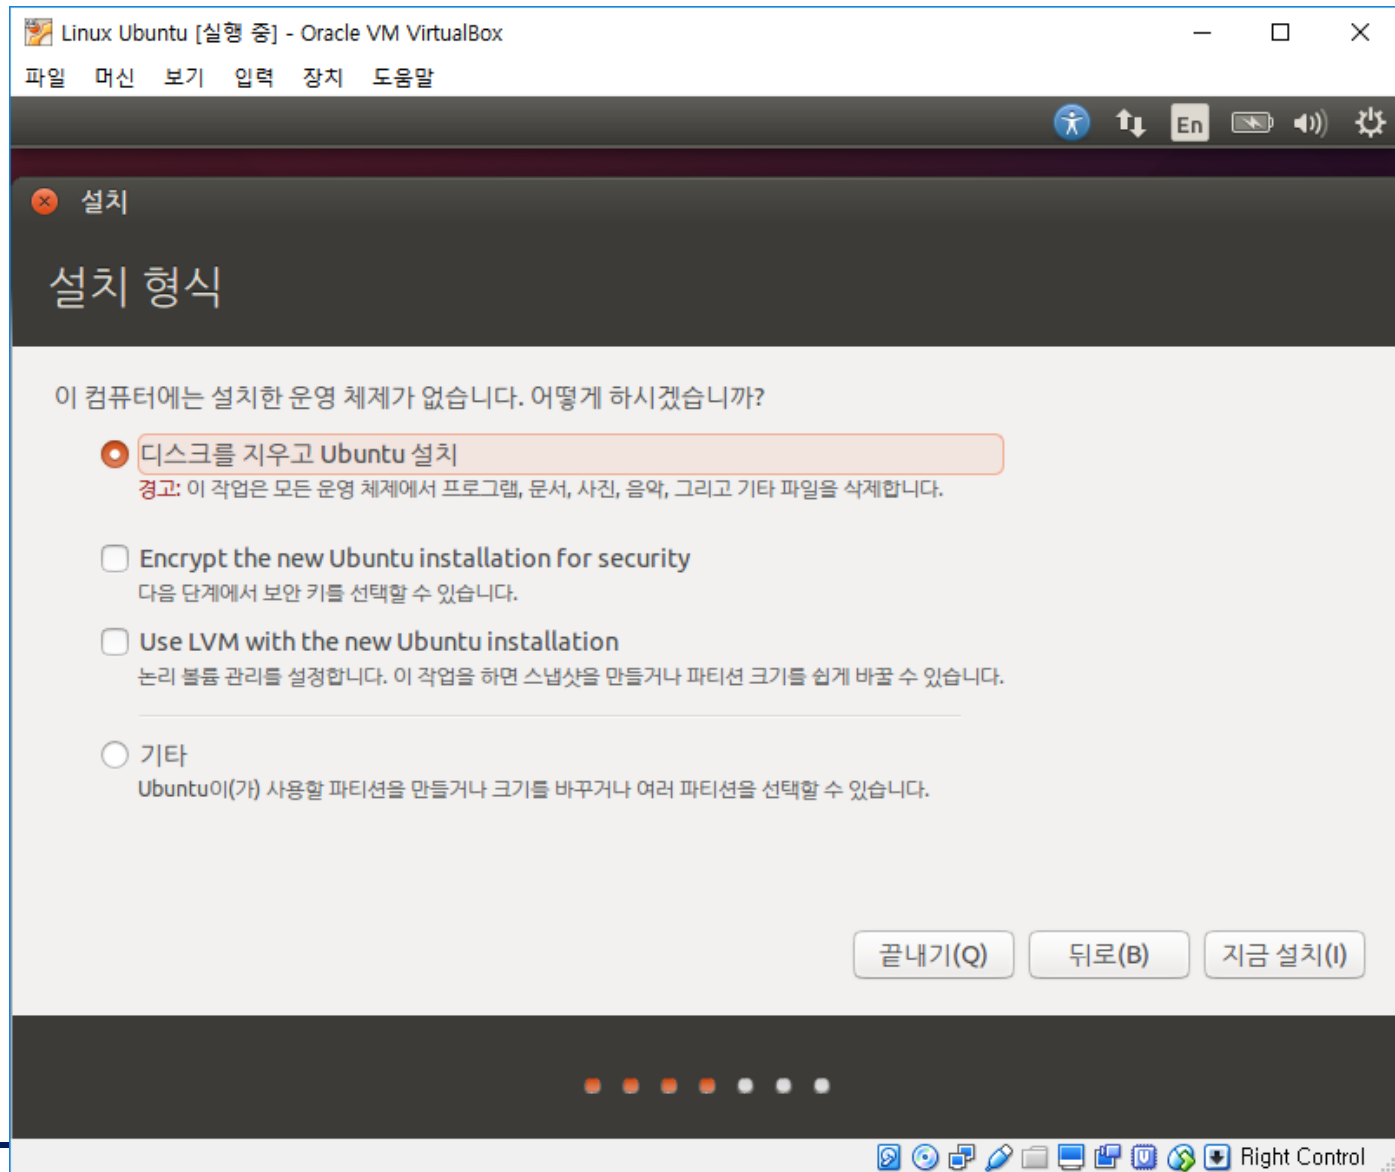 Linux Ubuntu [실행 중] - Oracle VM VirtualBox
파일 머신 보기 입력 장치 도움말
En
설치
설치 형식
이 컴퓨터에는 설치한 운영 체제가 없습니다. 어떻게 하시겠습니까?
디스크를 지우고 Ubuntu 설치
경고: 이 작업은 모든 운영 체제에서 프로그램, 문서, 사진, 음악, 그리고 기타 파일을 삭제합니다.
Encrypt the new Ubuntu installation for security
다음 단계에서 보안 키를 선택할 수 있습니다.
Use LVM with the new Ubuntu installation
논리 볼륨 관리를 설정합니다. 이 작업을 하면 스냅샷을 만들거나 파티션 크기를 쉽게 바꿀 수 있습니다.
기타
Ubuntu이(가) 사용할 파티션을 만들거나 크기를 바꾸거나 여러 파티션을 선택할 수 있습니다.
끝내기(Q) 뒤로(B) 지금 설치(I)
Right Control